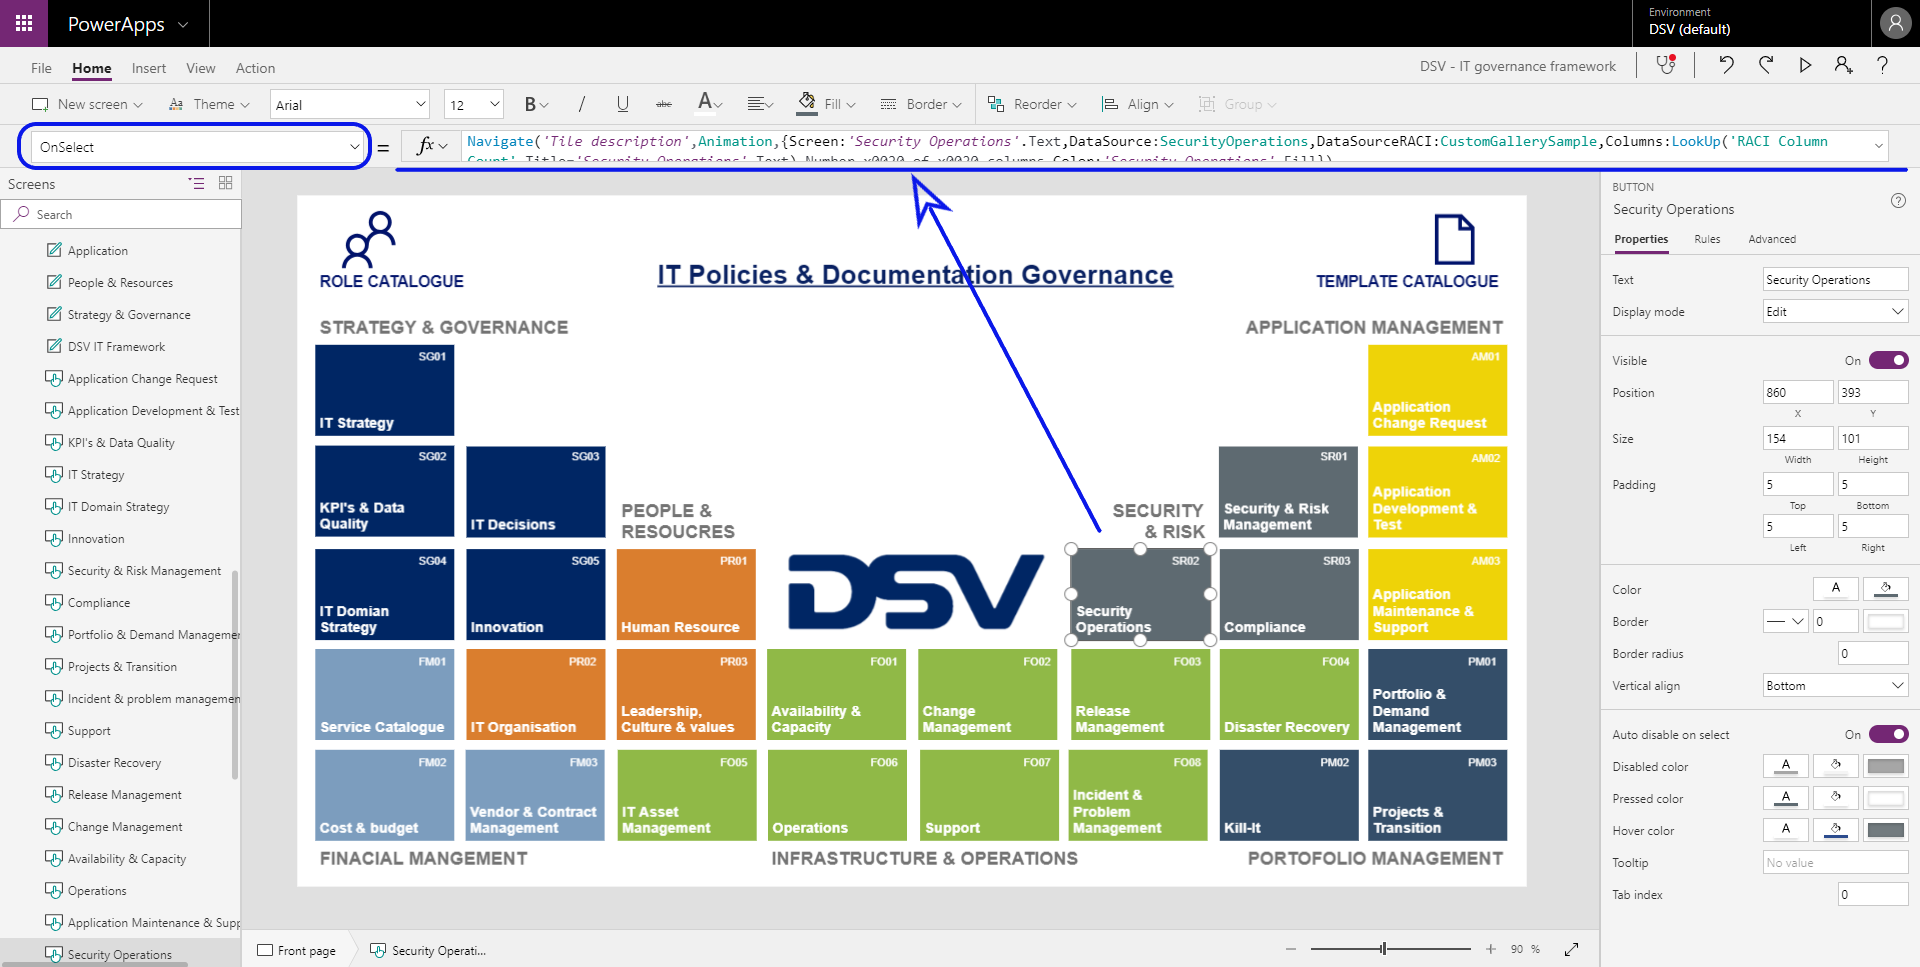 PowerApps
Environment
DSV (default)
File Home Insert View Action
DSV - IT governance framework
New screen Theme Arial 12 B / U abc A Fill Border Reorder Align Group
OnSelect = fx Navigate('Tile description',Animation,{Screen:'Security Operations'.Text,DataSource:SecurityOperations,DataSourceRACI:CustomGallerySample,Columns:LookUp('RACI Column
Count',Title='Security Operations'.Text).Number_x0020_of_x0020_columns,Color:'Security Operations'.Fill})
Screens
Search
Application
People & Resources
Strategy & Governance
DSV IT Framework
Application Change Request
Application Development & Test
KPI's & Data Quality
IT Strategy
IT Domain Strategy
Innovation
Security & Risk Management
Compliance
Portfolio & Demand Managemer
Projects & Transition
Incident & problem managemen
Support
Disaster Recovery
Release Management
Change Management
Availability & Capacity
Operations
Application Maintenance & Supp
Security Operations
ROLE CATALOGUE
IT Policies & Documentation Governance
TEMPLATE CATALOGUE
STRATEGY & GOVERNANCE
APPLICATION MANAGEMENT
SG01
IT Strategy
AM01
Application
Change Request
SG02
KPI's & Data
Quality
SG03
IT Decisions
PEOPLE &
RESOUCRES
SECURITY
& RISK
SR01
Security & Risk
Management
AM02
Application
Development &
Test
SG04
IT Domian
Strategy
SG05
Innovation
PR01
Human Resource
DSV
SR02
Security
Operations
SR03
Compliance
AM03
Application
Maintenance &
Support
FM01
Service Catalogue
PR02
IT Organisation
PR03
Leadership,
Culture & values
FO01
Availability &
Capacity
FO02
Change
Management
FO03
Release
Management
FO04
Disaster Recovery
PM01
Portfolio &
Demand
Management
FM02
Cost & budget
FM03
Vendor & Contract
Management
FO05
IT Asset
Management
FO06
Operations
FO07
Support
FO08
Incident &
Problem
Management
PM02
Kill-It
PM03
Projects &
Transition
FINACIAL MANGEMENT
INFRASTRUCTURE & OPERATIONS
PORTOFOLIO MANAGEMENT
Front page
Security Operati...
90 %
BUTTON
Security Operations
Properties Rules Advanced
Text Security Operations
Display mode Edit
Visible On
Position 860 393
X Y
Size 154 101
Width Height
Padding 5 5
Top Bottom
5 5
Left Right
Color A
Border 0
Border radius 0
Vertical align Bottom
Auto disable on select On
Disabled color A
Pressed color A
Hover color A
Tooltip No value
Tab index 0